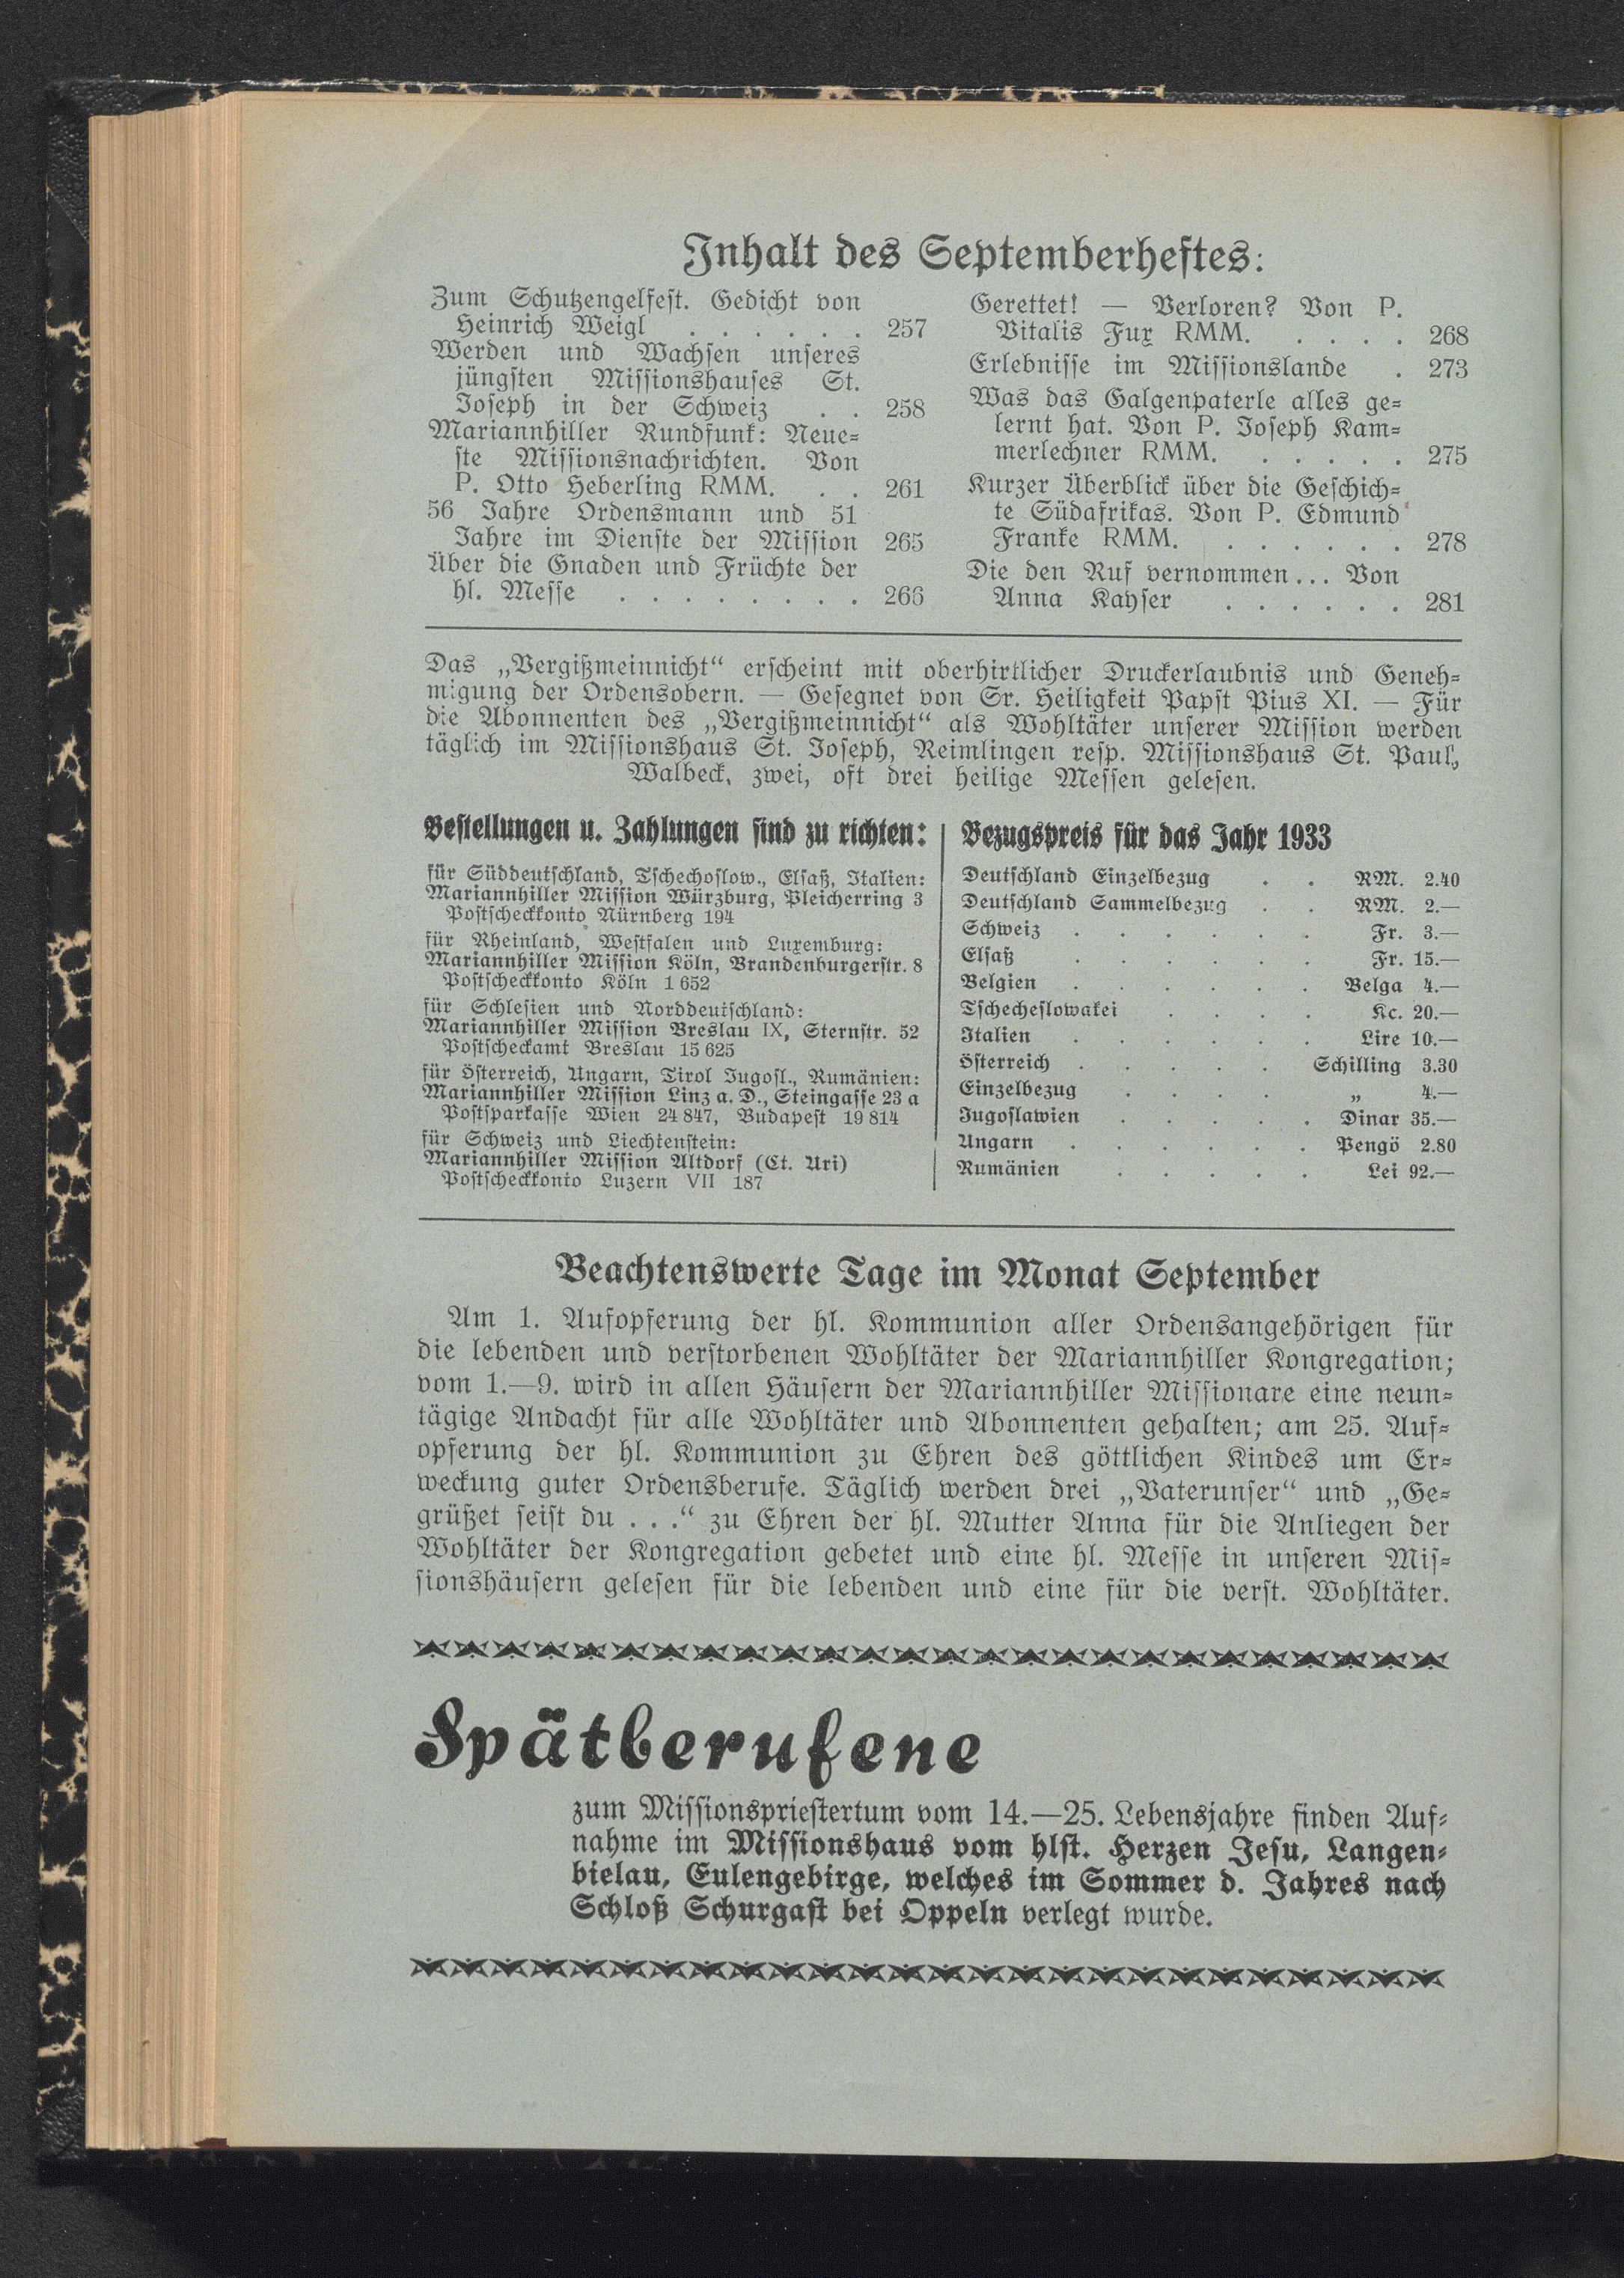 Inhalt des Septemberheftes:
Zum Schutzengelfest. Gedicht von
Heinrich Weigl . . . . . . 257
Werden und Wachsen unseres
jüngsten Missionshauses St.
Joseph in der Schweiz . . 258
Mariannhiller Rundfunk: Neue-
ste Missionsnachrichten. Von
P. Otto Heberling RMM. . . 261
56 Jahre Ordensmann und 51
Jahre im Dienste der Mission 265
Über die Gnaden und Früchte der
hl. Messe . . . . . . . . 266
Gerettet! — Verloren? Von P.
Vitalis Fux RMM. . . . . 268
Erlebnisse im Missionslande . 273
Was das Galgenpaterle alles ge-
lernt hat. Von P. Joseph Kam-
merlechner RMM. . . . . . 275
Kurzer Überblick über die Geschich-
te Südafrikas. Von P. Edmund
Franke RMM. . . . . . . 278
Die den Ruf vernommen... Von
Anna Kayser . . . . . . 281
Das „Vergißmeinnicht“ erscheint mit oberhirtlicher Druckerlaubnis und Geneh-
migung der Ordensobern. — Gesegnet von Sr. Heiligkeit Papst Pius XI. — Für
die Abonnenten des „Vergißmeinnicht“ als Wohltäter unserer Mission werden
täglich im Missionshaus St. Joseph, Reimlingen resp. Missionshaus St. Paul,
Walbeck, zwei, oft drei heilige Messen gelesen.
Bestellungen u. Zahlungen sind zu richten:
für Süddeutschland, Tschechoslow., Elsaß, Italien:
Mariannhiller Mission Würzburg, Pleicherring 3
Postscheckkonto Nürnberg 194
für Rheinland, Westfalen und Luxemburg:
Mariannhiller Mission Köln, Brandenburgerstr. 8
Postscheckkonto Köln 1 652
für Schlesien und Norddeutschland:
Mariannhiller Mission Breslau IX, Sternstr. 52
Postscheckamt Breslau 15 625
für Österreich, Ungarn, Tirol Jugosl., Rumänien:
Mariannhiller Mission Linz a. D., Steingasse 23 a
Postsparkasse Wien 24 847, Budapest 19 814
für Schweiz und Liechtenstein:
Mariannhiller Mission Altdorf (Ct. Uri)
Postscheckkonto Luzern VII 187
Bezugspreis für das Jahr 1933
Deutschland Einzelbezug . . RM. 2.40
Deutschland Sammelbezug . . RM. 2.—
Schweiz . . . . . . Fr. 3.—
Elsaß . . . . . . Fr. 15.—
Belgien . . . . . . Belga 4.—
Tschecheslowakei . . . . Kc. 20.—
Italien . . . . . . Lire 10.—
Österreich . . . . . Schilling 3.30
Einzelbezug . . . . „ 4.—
Jugoslawien . . . . . Dinar 35.—
Ungarn . . . . . . Pengö 2.80
Rumänien . . . . . Lei 92.—
Beachtenswerte Tage im Monat September
Am 1. Aufopferung der hl. Kommunion aller Ordensangehörigen für
die lebenden und verstorbenen Wohltäter der Mariannhiller Kongregation;
vom 1.—9. wird in allen Häusern der Mariannhiller Missionare eine neun-
tägige Andacht für alle Wohltäter und Abonnenten gehalten; am 25. Auf-
opferung der hl. Kommunion zu Ehren des göttlichen Kindes um Er-
weckung guter Ordensberufe. Täglich werden drei „Vaterunser“ und „Ge-
grüßet seist du . . .“ zu Ehren der hl. Mutter Anna für die Anliegen der
Wohltäter der Kongregation gebetet und eine hl. Messe in unseren Mis-
sionshäusern gelesen für die lebenden und eine für die verst. Wohltäter.
Spätberufene
zum Missionspriestertum vom 14.—25. Lebensjahre finden Auf-
nahme im Missionshaus vom hlst. Herzen Jesu, Langen-
bielau, Eulengebirge, welches im Sommer d. Jahres nach
Schloß Schurgast bei Oppeln verlegt wurde.